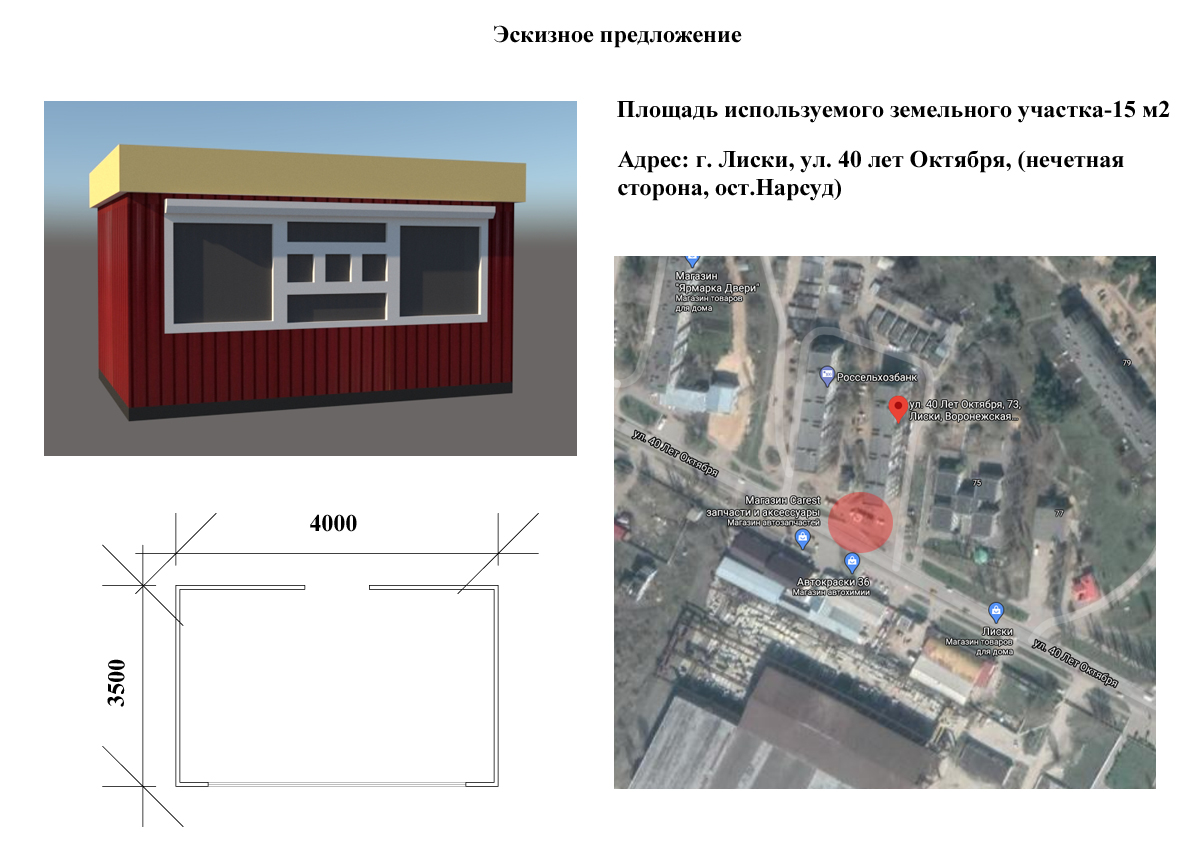 Эскизное предложение
Площадь используемого земельного участка-15 м2
Адрес: г. Лиски, ул. 40 лет Октября, (нечетная
сторона, ост.Нарсуд)
4000
3500
Магазин
"Ярмарка Двери"
Магазин товаров
для дома
79
Россельхозбанк
ул. 40 Лет Октября, 73,
Лиски, Воронежская...
ул. 40 Лет Октября
75
77
Магазин Carest
запчасти и аксессуары
Магазин автозапчастей
Автокраски 36
Магазин автохимии
Лиски
Магазин товаров
для дома
ул. 40 Лет Октября